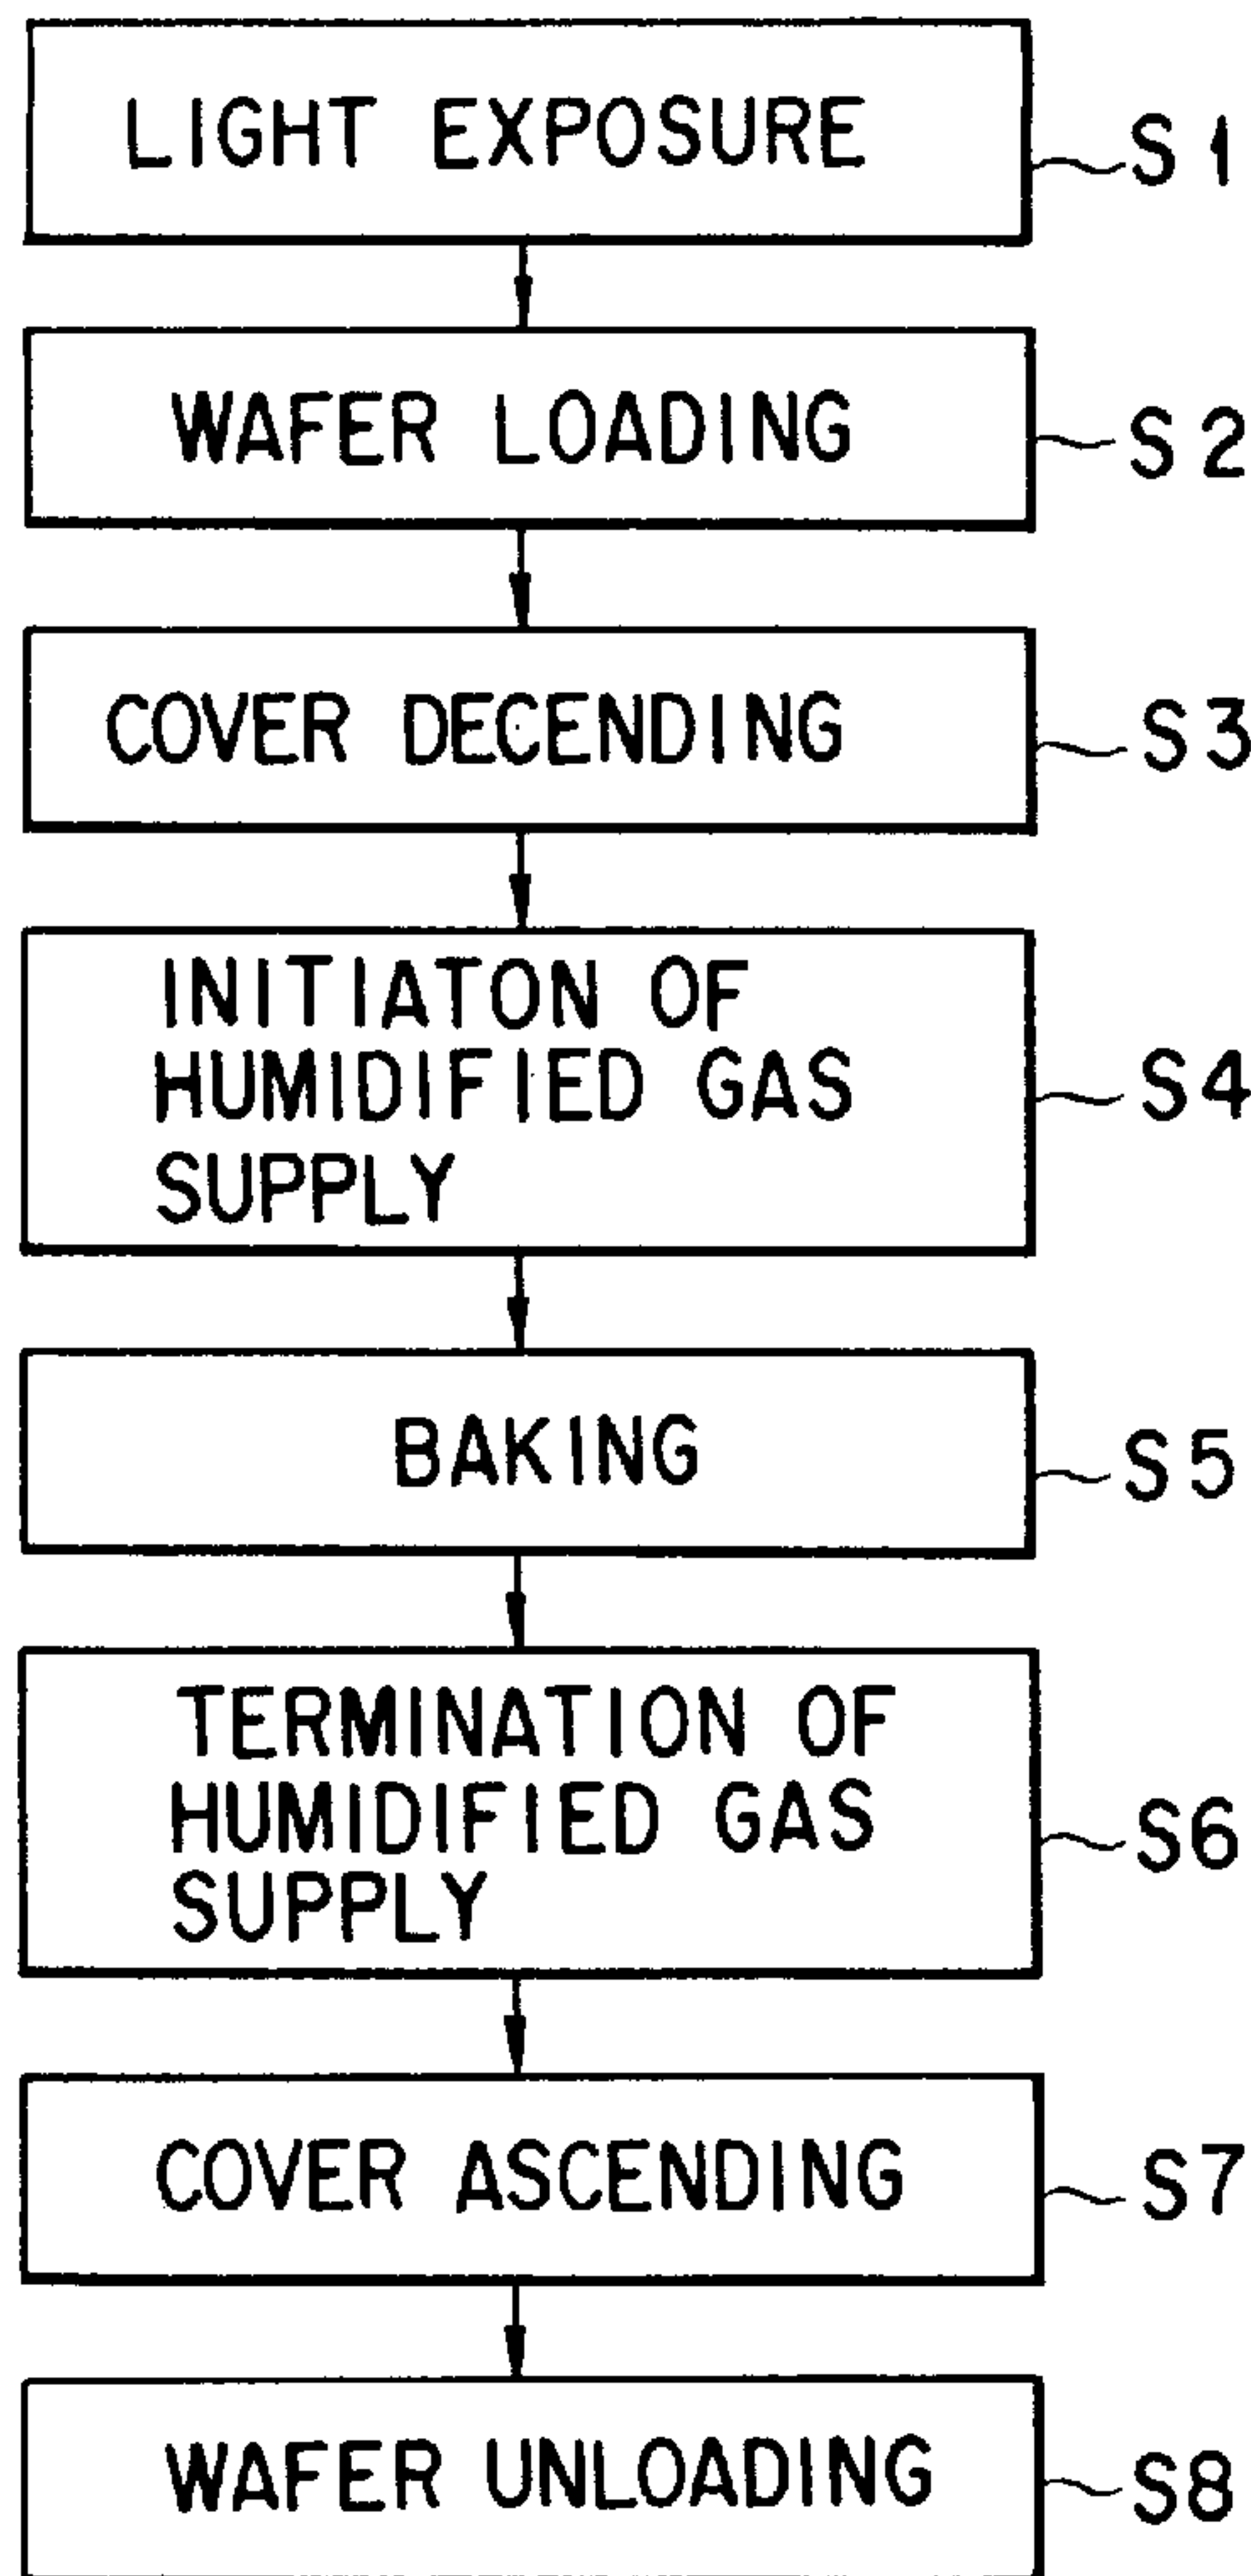 LIGHT EXPOSURE
S1
WAFER LOADING
S2
COVER DECENDING
S3
INITIATON OF
HUMIDIFIED GAS
SUPPLY
S4
BAKING
S5
TERMINATION OF
HUMIDIFIED GAS
SUPPLY
S6
COVER ASCENDING
S7
WAFER UNLOADING
S8